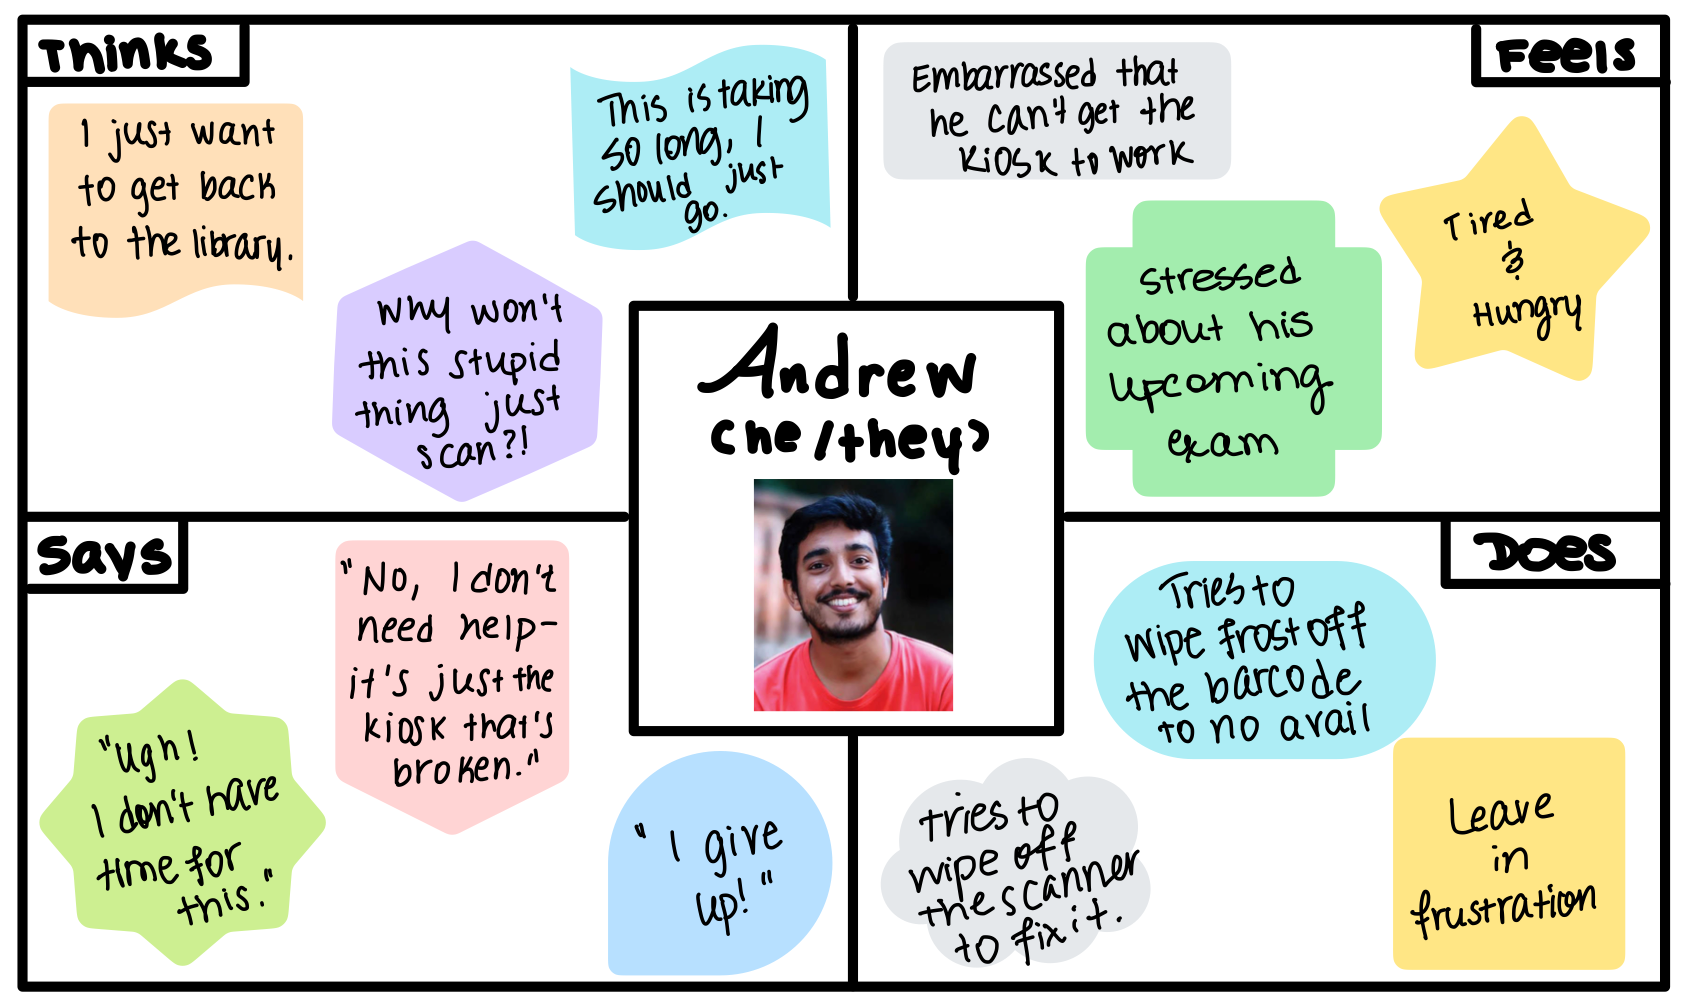 Thinks
I just want
to get back
to the library.
This is taking
so long, I
should just
go.
Why won't
this stupid
thing just
scan?!
Feels
Embarrassed that
he can't get the
kiosk to work
stressed
about his
upcoming
exam
Tired
&
Hungry
Andrew
(he/they)
Says
"No, I don't
need help-
it's just the
kiosk that's
broken."
"Ugh!
I don't have
time for
this."
"I give
up!"
Does
Tries to
wipe frost off
the barcode
to no avail
tries to
wipe off
the scanner
to fix it.
Leave
in
frustration